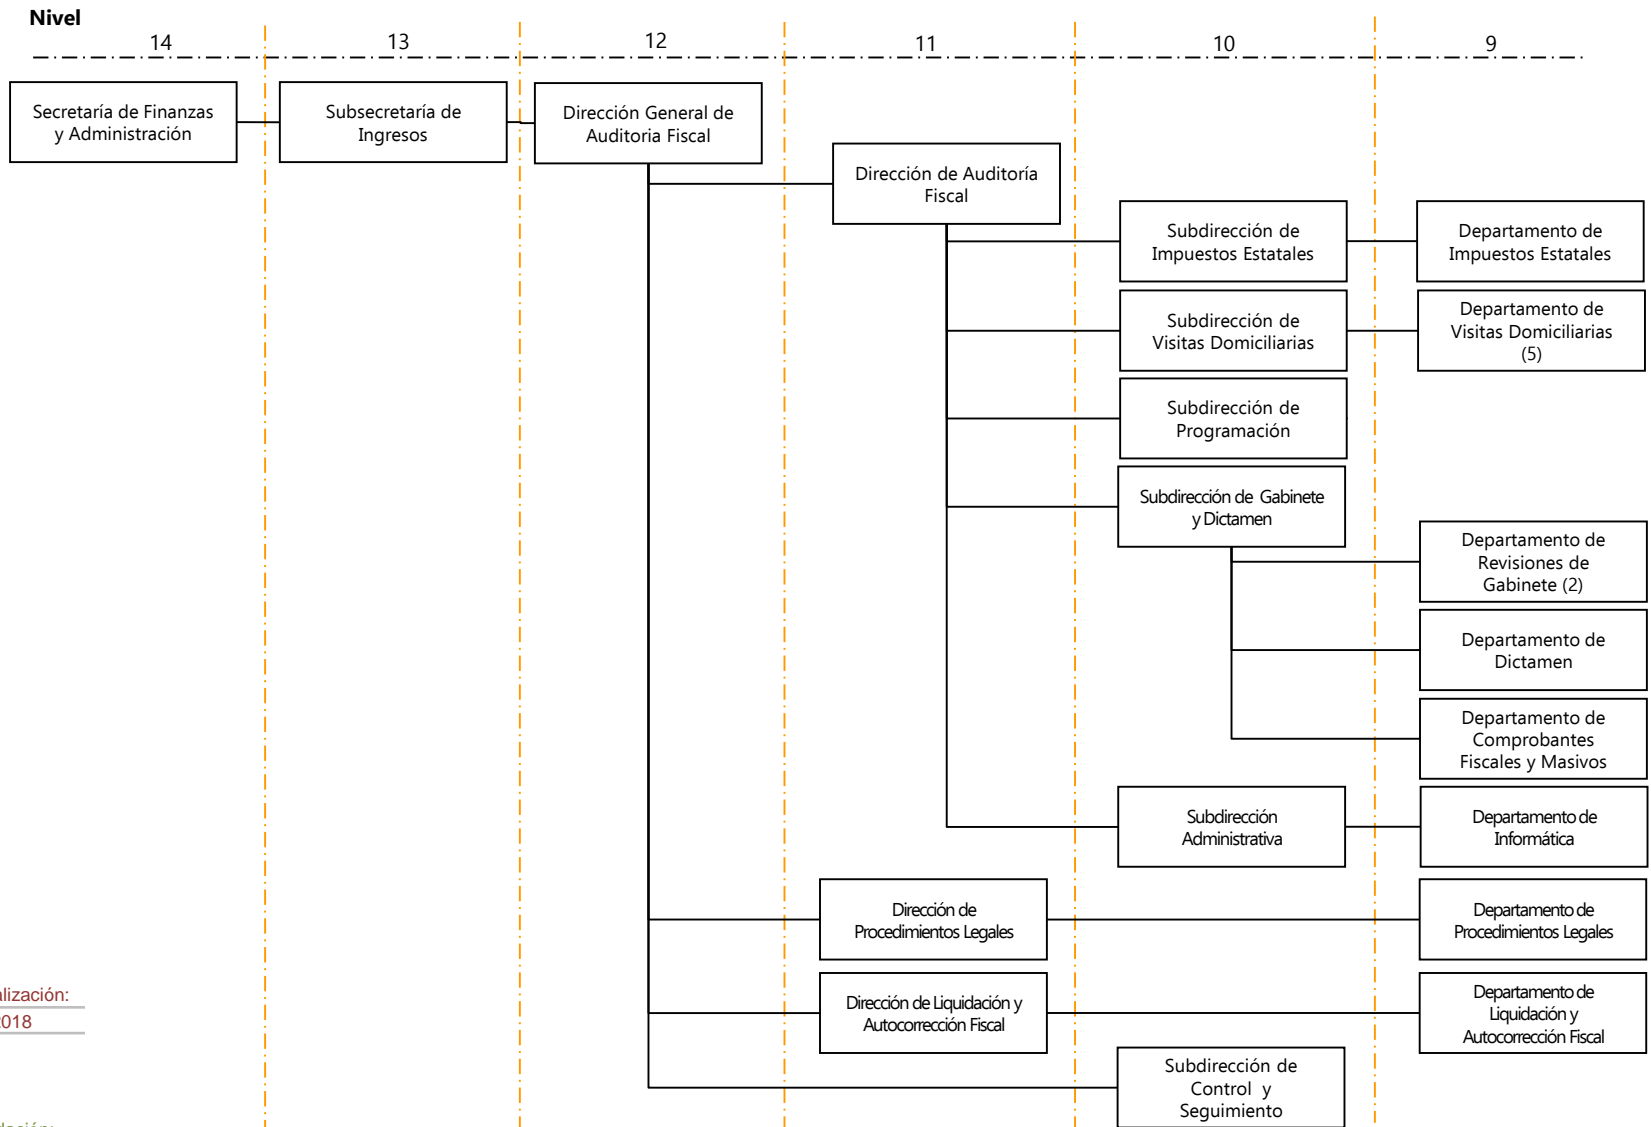 Nivel
14
13
12
11
10
9
Secretaría de Finanzas
y Administración
Subsecretaría de
Ingresos
Dirección General de
Auditoria Fiscal
Dirección de Auditoría
Fiscal
Subdirección de
Impuestos Estatales
Departamento de
Impuestos Estatales
Subdirección de
Visitas Domiciliarias
Departamento de
Visitas Domiciliarias
(5)
Subdirección de
Programación
Subdirección de Gabinete
y Dictamen
Departamento de
Revisiones de
Gabinete (2)
Departamento de
Dictamen
Departamento de
Comprobantes
Fiscales y Masivos
Subdirección
Administrativa
Departamento de
Informática
Dirección de
Procedimientos Legales
Departamento de
Procedimientos Legales
Dirección de Liquidación y
Autocorrección Fiscal
Departamento de
Liquidación y
Autocorrección Fiscal
Subdirección de
Control y
Seguimiento
alización:
2018